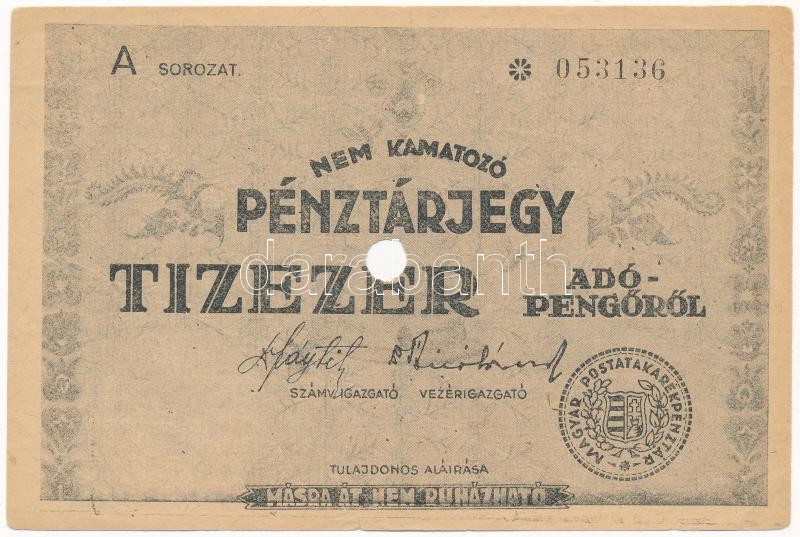 A SOROZAT.
* 053136
NEM KAMATOZÓ
PÉNZTÁRJEGY
TIZEZER ADÓ-
PENGŐRŐL
darabanth
SZÁMV.IGAZGATÓ VEZÉRIGAZGATÓ
MAGYAR POSTATAKARÉKPÉNZTÁR
TULAJDONOS ALÁIRÁSA
MÁSRA ÁT NEM RUHÁZHATÓ